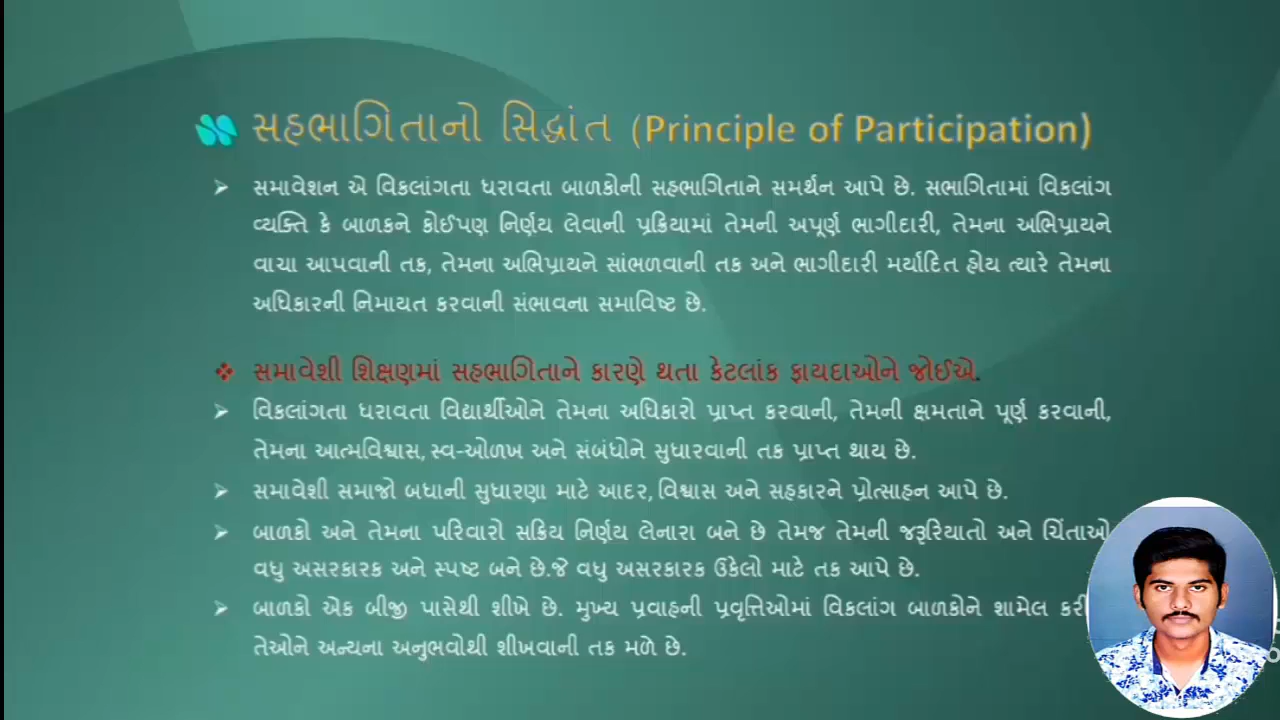 સહભાગિતાનો સિદ્ધાંત (Principle of Participation)
સમાવેશન એ વિકલાંગતા ધરાવતા બાળકોની સહભાગિતાને સમર્થન આપે છે. સભાગિતામાં વિકલાંગ
વ્યક્તિ કે બાળકને કોઈપણ નિર્ણય લેવાની પ્રક્રિયામાં તેમની અપૂર્ણ ભાગીદારી, તેમના અભિપ્રાયને
વાચા આપવાની તક, તેમના અભિપ્રાયને સાંભળવાની તક અને ભાગીદારી મર્યાદિત હોય ત્યારે તેમના
અધિકારની નિમાયત કરવાની સંભાવના સમાવિષ્ટ છે.
સમાવેશી શિક્ષણમાં સહભાગિતાને કારણે થતા કેટલાંક ફાયદાઓને જોઈએ.
વિકલાંગતા ધરાવતા વિદ્યાર્થીઓને તેમના અધિકારો પ્રાપ્ત કરવાની, તેમની ક્ષમતાને પૂર્ણ કરવાની,
તેમના આત્મવિશ્વાસ, સ્વ-ઓળખ અને સંબંધોને સુધારવાની તક પ્રાપ્ત થાય છે.
સમાવેશી સમાજો બધાની સુધારણા માટે આદર, વિશ્વાસ અને સહકારને પ્રોત્સાહન આપે છે.
બાળકો અને તેમના પરિવારો સક્રિય નિર્ણય લેનારા બને છે તેમજ તેમની જરૂરિયાતો અને ચિંતાઓ
વધુ અસરકારક અને સ્પષ્ટ બને છે.જે વધુ અસરકારક ઉકેલો માટે તક આપે છે.
બાળકો એક બીજી પાસેથી શીખે છે. મુખ્ય પ્રવાહની પ્રવૃત્તિઓમાં વિકલાંગ બાળકોને શામેલ
તેઓને અન્યના અનુભવોથી શીખવાની તક મળે છે.